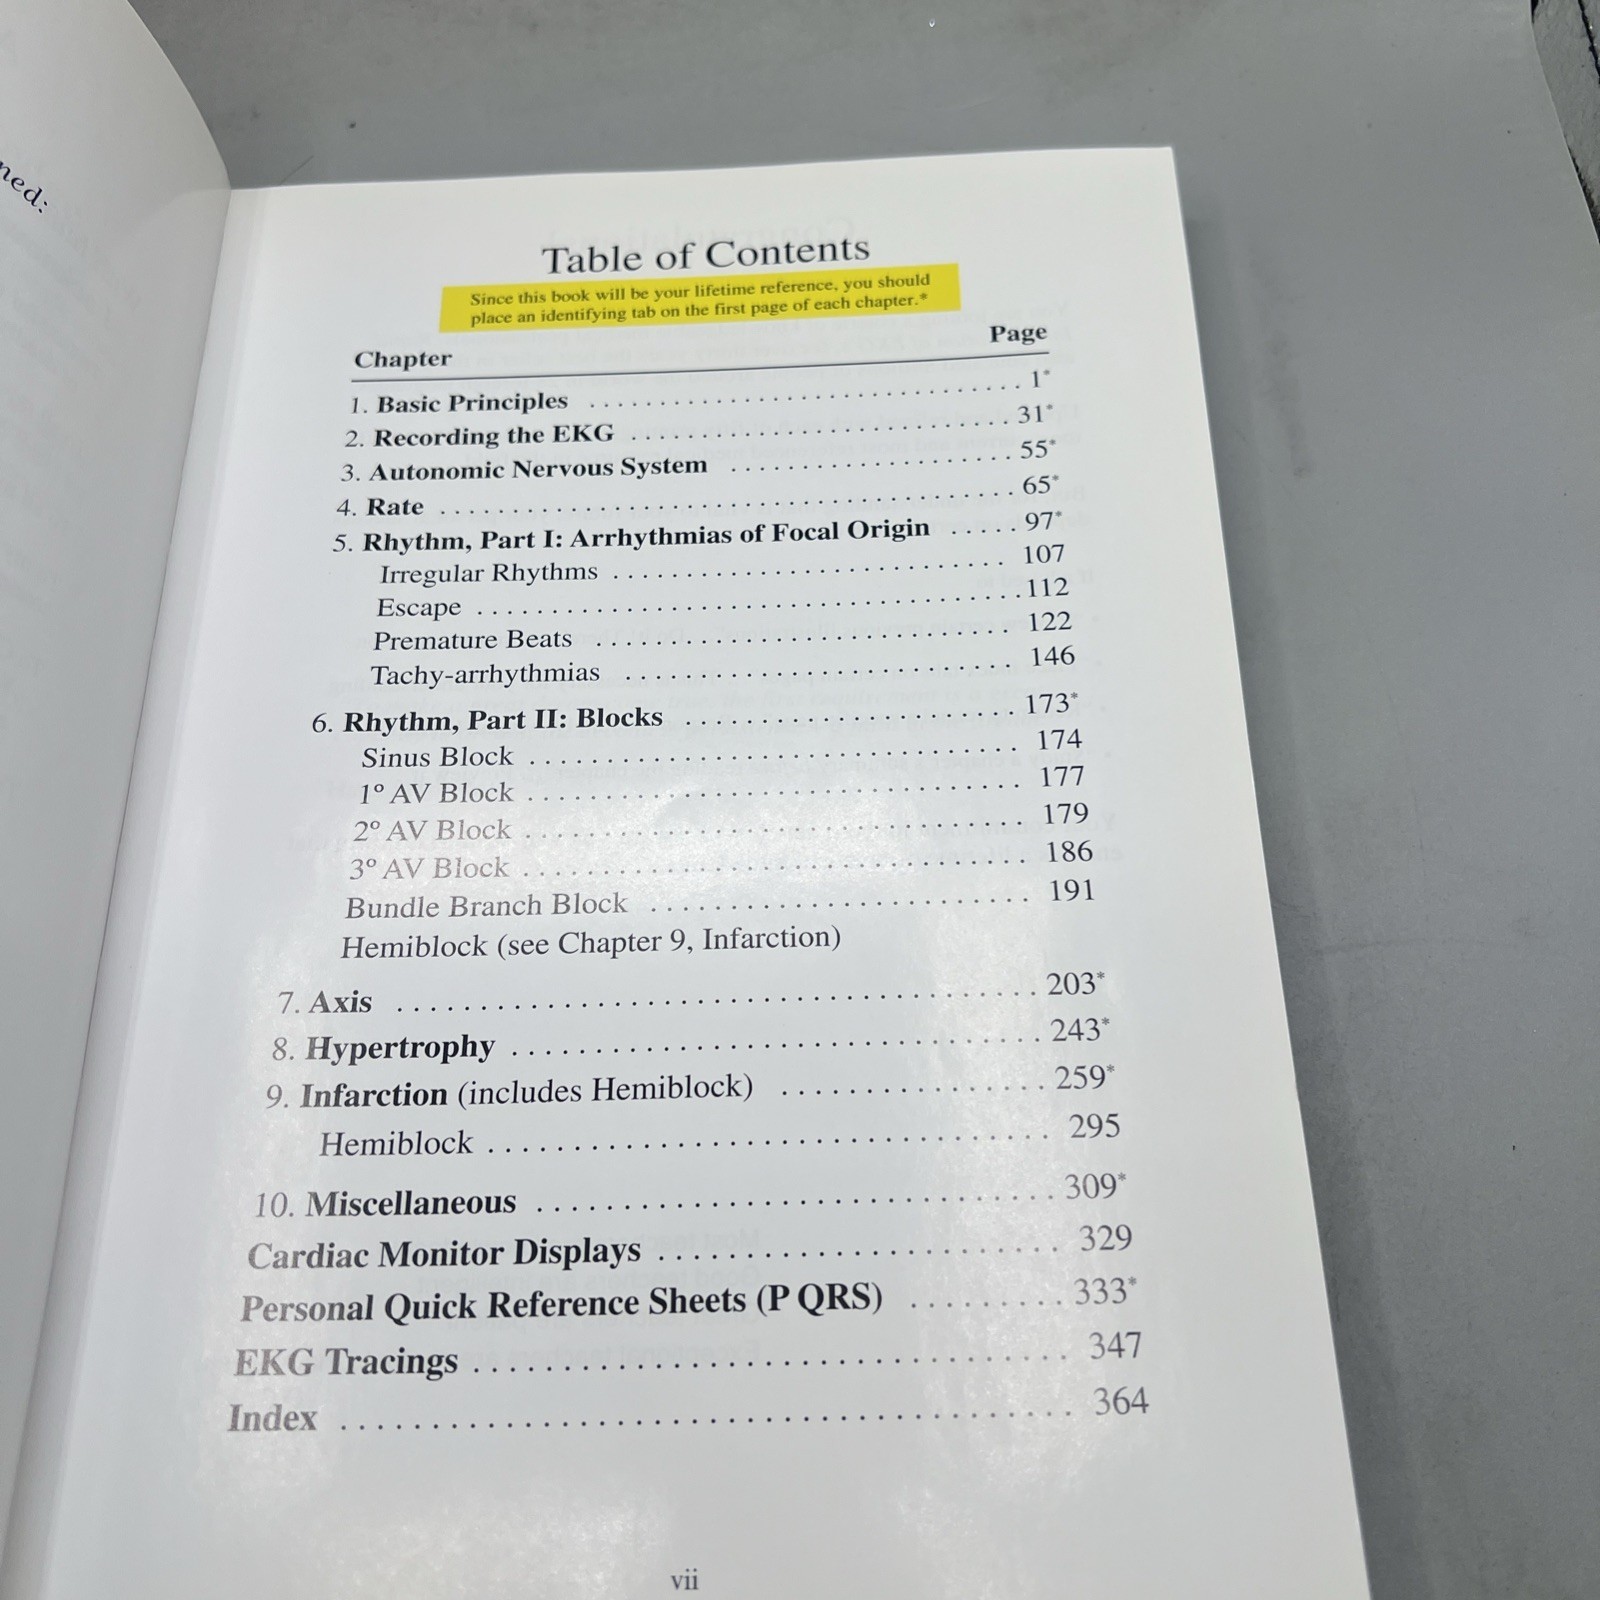 ned:
Table of Contents
Since this book will be your lifetime reference, you should
place an identifying tab on the first page of each chapter.*
Chapter Page
1. Basic Principles . . . . . . . . . . . . . . . . . . . . 1*
2. Recording the EKG . . . . . . . . . . . . . . . . . . . . 31*
3. Autonomic Nervous System . . . . . . . . . . . . . . . . . . . . 55*
4. Rate . . . . . . . . . . . . . . . . . . . . 65*
5. Rhythm, Part I: Arrhythmias of Focal Origin . . . . . 97*
Irregular Rhythms . . . . . . . . . . . . . . . . . . . . 107
Escape . . . . . . . . . . . . . . . . . . . . 112
Premature Beats . . . . . . . . . . . . . . . . . . . . 122
Tachy-arrhythmias . . . . . . . . . . . . . . . . . . . . 146
6. Rhythm, Part II: Blocks . . . . . . . . . . . . . . . . . . . . 173*
Sinus Block . . . . . . . . . . . . . . . . . . . . 174
1° AV Block . . . . . . . . . . . . . . . . . . . . 177
2° AV Block . . . . . . . . . . . . . . . . . . . . 179
3° AV Block . . . . . . . . . . . . . . . . . . . . 186
Bundle Branch Block . . . . . . . . . . . . . . . . . . . . 191
Hemiblock (see Chapter 9, Infarction)
7. Axis . . . . . . . . . . . . . . . . . . . . 203*
8. Hypertrophy . . . . . . . . . . . . . . . . . . . . 243*
9. Infarction (includes Hemiblock) . . . . . . . . . . . . . . . . 259*
Hemiblock . . . . . . . . . . . . . . . . . . . . 295
10. Miscellaneous . . . . . . . . . . . . . . . . . . . . 309*
Cardiac Monitor Displays . . . . . . . . . . . . . . . . . . . . 329
Personal Quick Reference Sheets (P QRS) . . . . . . . . . 333*
EKG Tracings . . . . . . . . . . . . . . . . . . . . 347
Index . . . . . . . . . . . . . . . . . . . . 364
vii